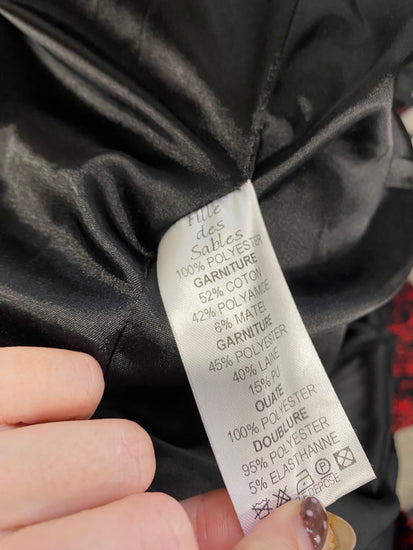 Fille
des
Sables
100% POLYESTER
GARNITURE
52% COTON
42% POLYAMIDE
6% MATEL
GARNITURE
45% POLYESTER
40% LAINE
15% PU
OUATE
100% POLYESTER
DOUBLURE
95% POLYESTER
5% ELASTHANNE